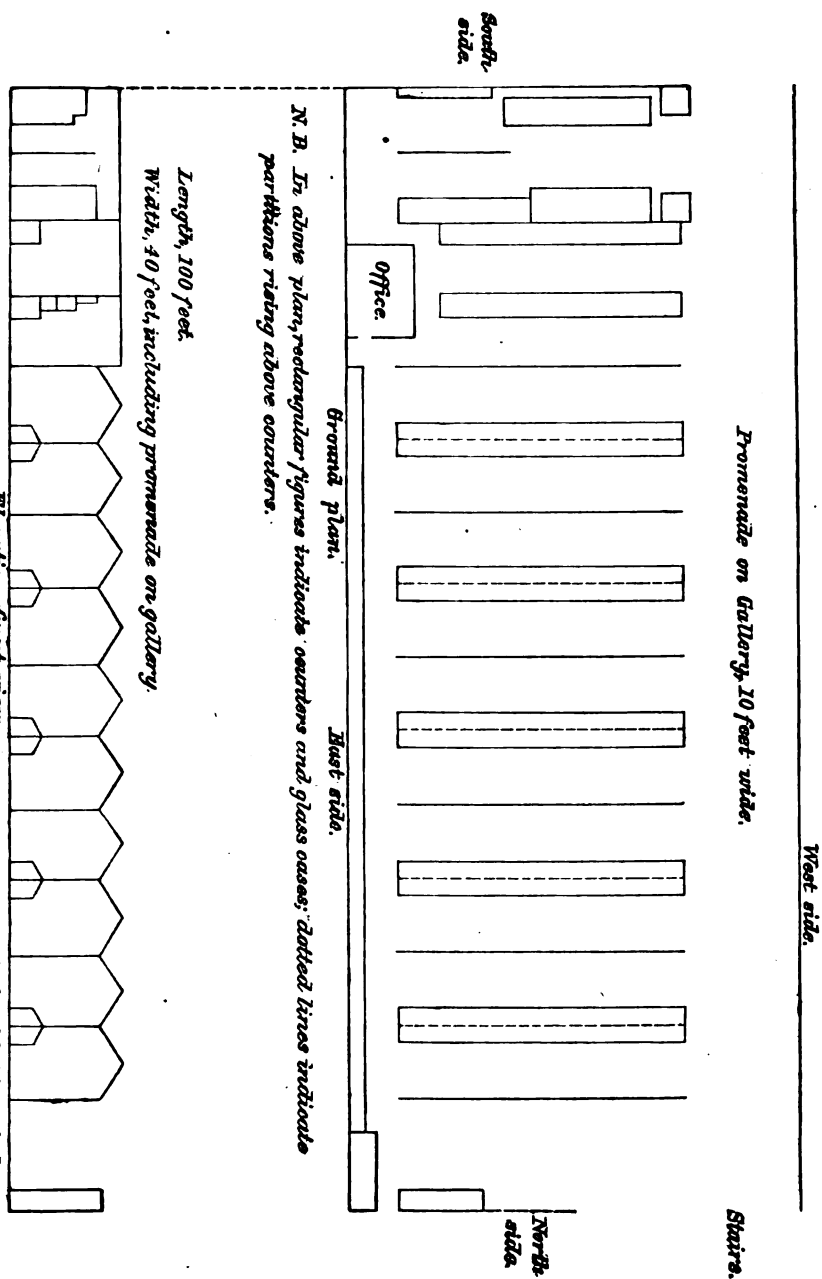 West side.
Stairs.
Promenade on Gallery, 10 feet wide.
South
side.
North
side.
Office.
Ground plan.
East side.
N. B. In above plan, rectangular figures indicate counters and glass cases; dotted lines indicate
partitions rising above counters.
Length, 100 feet.
Width, 40 feet, including promenade on gallery.